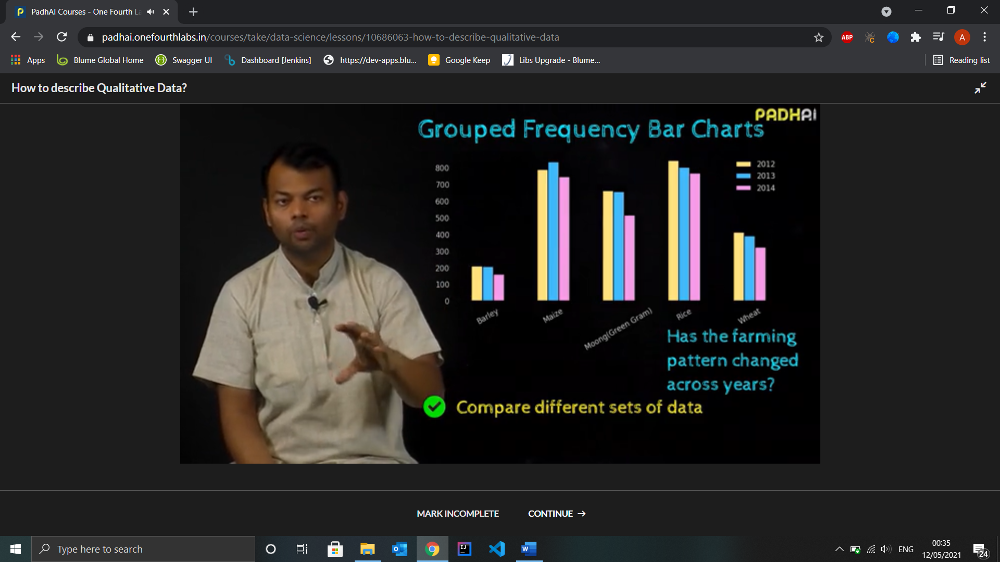 PadhAI Courses - One Fourth La
padhai.onefourthlabs.in/courses/take/data-science/lessons/10686063-how-to-describe-qualitative-data
ABP
C
A
Apps
Blume Global Home
Swagger UI
Dashboard [Jenkins]
https://dev-apps.blu...
Google Keep
Libs Upgrade - Blume...
Reading list
How to describe Qualitative Data?
PADHAI
Grouped Frequency Bar Charts
800
700
600
500
400
300
200
100
0
2012
2013
2014
Barley
Maize
Moong(Green Gram)
Rice
Wheat
Has the farming
pattern changed
across years?
Compare different sets of data
MARK INCOMPLETE
CONTINUE →
Type here to search
ENG
00:35
12/05/2021
24